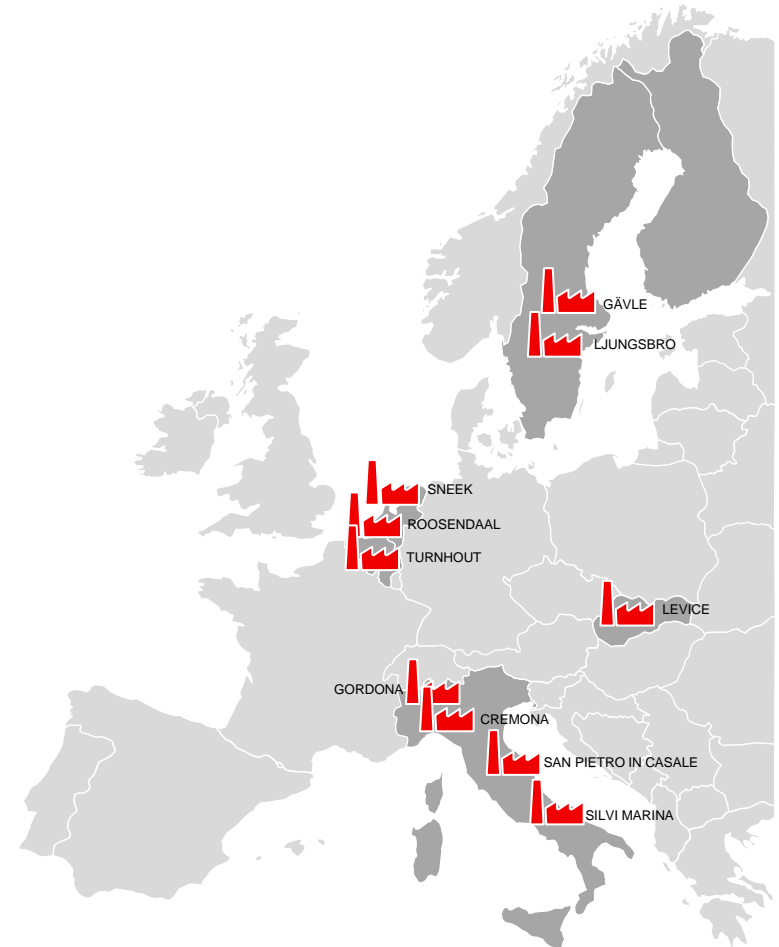 GÄVLE
LJUNGSBRO
SNEEK
ROOSENDAAL
TURNHOUT
LEVICE
GORDONA
CREMONA
SAN PIETRO IN CASALE
SILVI MARINA